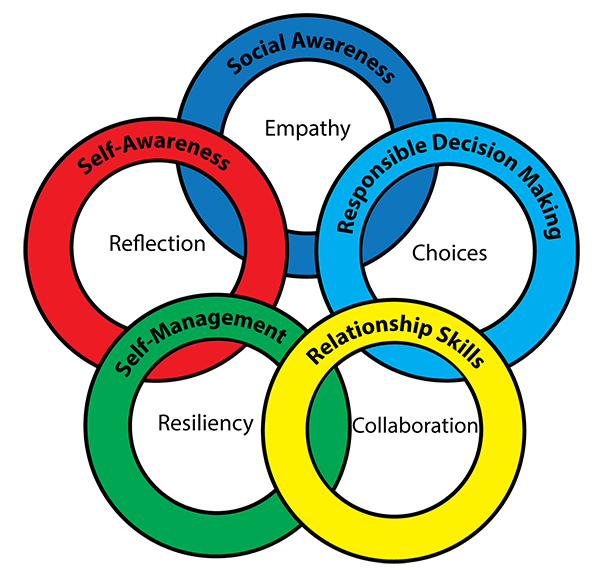 Social Awareness
Empathy
Self-Awareness
Reflection
Responsible Decision Making
Choices
Self-Management
Resiliency
Relationship Skills
Collaboration